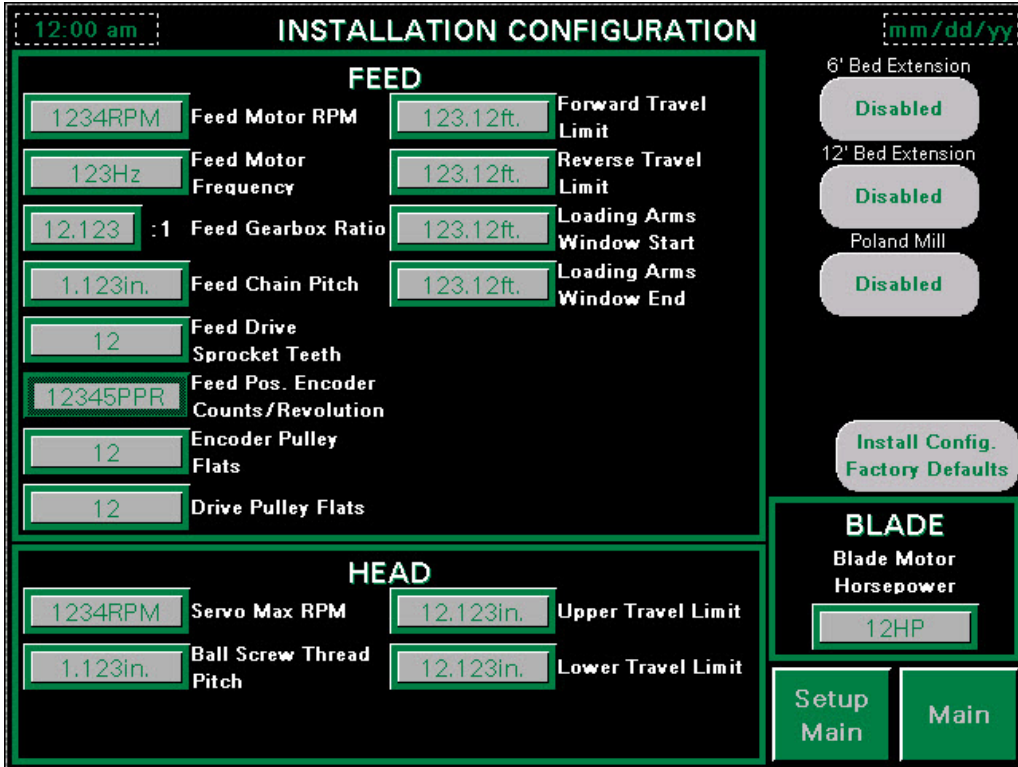 12:00 am
INSTALLATION CONFIGURATION
mm/dd/yy
FEED
1234RPM
Feed Motor RPM
123Hz
Feed Motor
Frequency
12.123
:1
Feed Gearbox Ratio
1.123in.
Feed Chain Pitch
12
Feed Drive
Sprocket Teeth
12345PPR
Feed Pos. Encoder
Counts/Revolution
12
Encoder Pulley
Flats
12
Drive Pulley Flats
123.12ft.
Forward Travel
Limit
123.12ft.
Reverse Travel
Limit
123.12ft.
Loading Arms
Window Start
123.12ft.
Loading Arms
Window End
6' Bed Extension
Disabled
12' Bed Extension
Disabled
Poland Mill
Disabled
Install Config.
Factory Defaults
HEAD
1234RPM
Servo Max RPM
1.123in.
Ball Screw Thread
Pitch
12.123in.
Upper Travel Limit
12.123in.
Lower Travel Limit
BLADE
Blade Motor
Horsepower
12HP
Setup
Main
Main